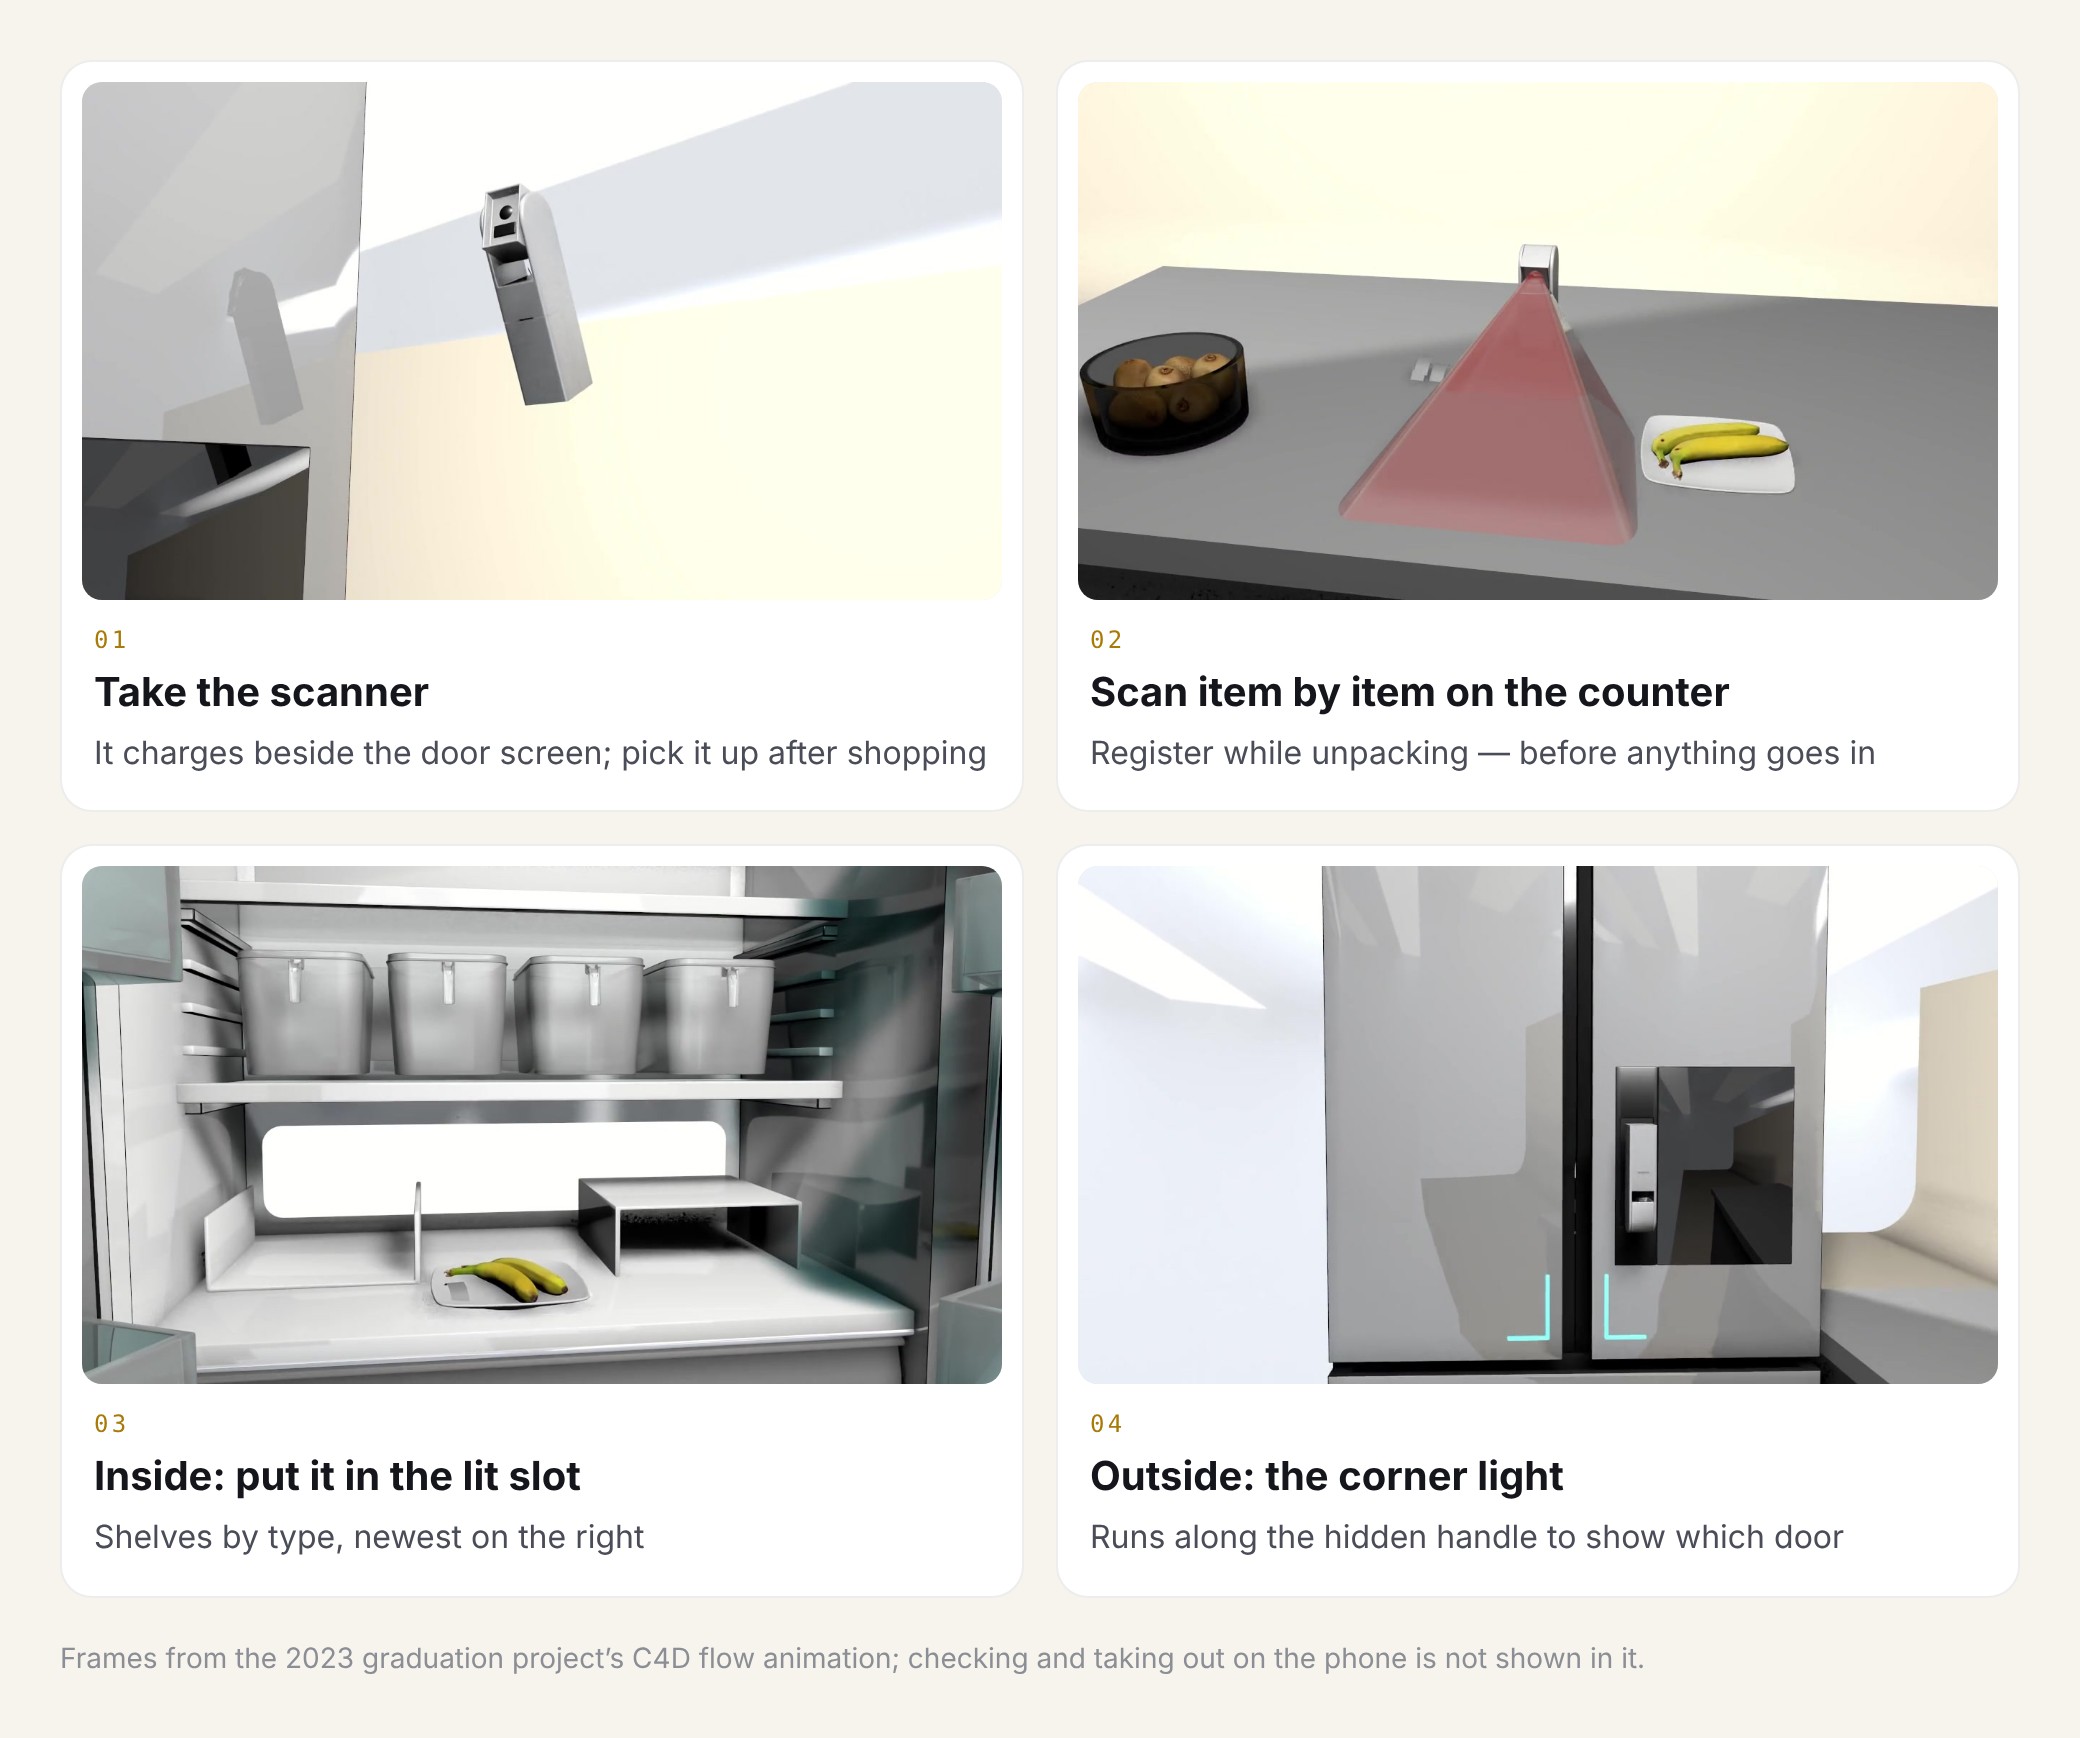 01
Take the scanner
It charges beside the door screen; pick it up after shopping
02
Scan item by item on the counter
Register while unpacking — before anything goes in
03
Inside: put it in the lit slot
Shelves by type, newest on the right
04
Outside: the corner light
Runs along the hidden handle to show which door
Frames from the 2023 graduation project’s C4D flow animation; checking and taking out on the phone is not shown in it.